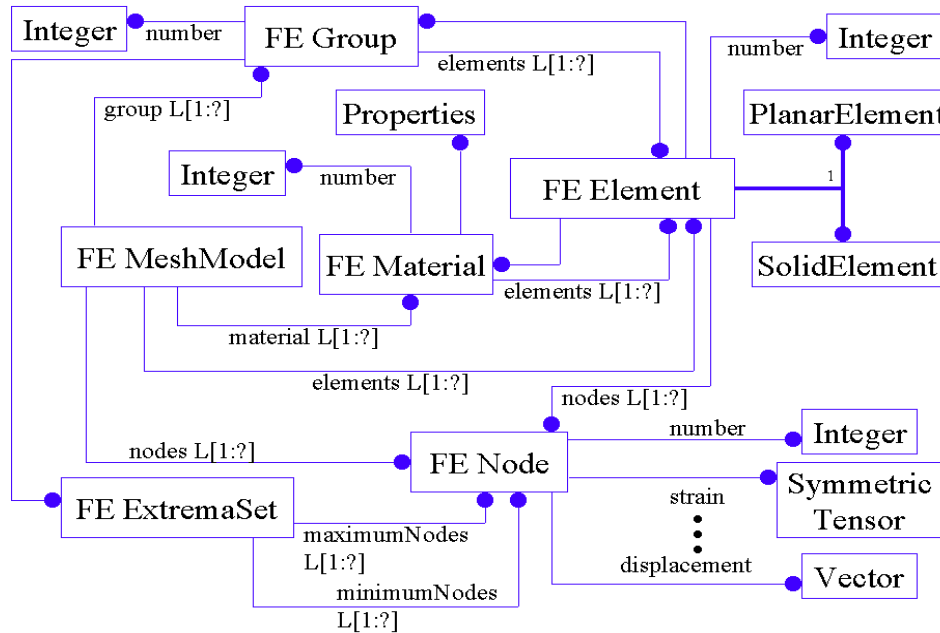 Integer
number
FE Group
number
Integer
elements L[1:?]
group L[1:?]
Properties
PlanarElement
Integer
number
FE Element
1
FE MeshModel
FE Material
SolidElement
elements L[1:?]
material L[1:?]
elements L[1:?]
nodes L[1:?]
number
Integer
nodes L[1:?]
FE Node
Symmetric
Tensor
strain
FE ExtremaSet
maximumNodes
L[1:?]
displacement
Vector
minimumNodes
L[1:?]